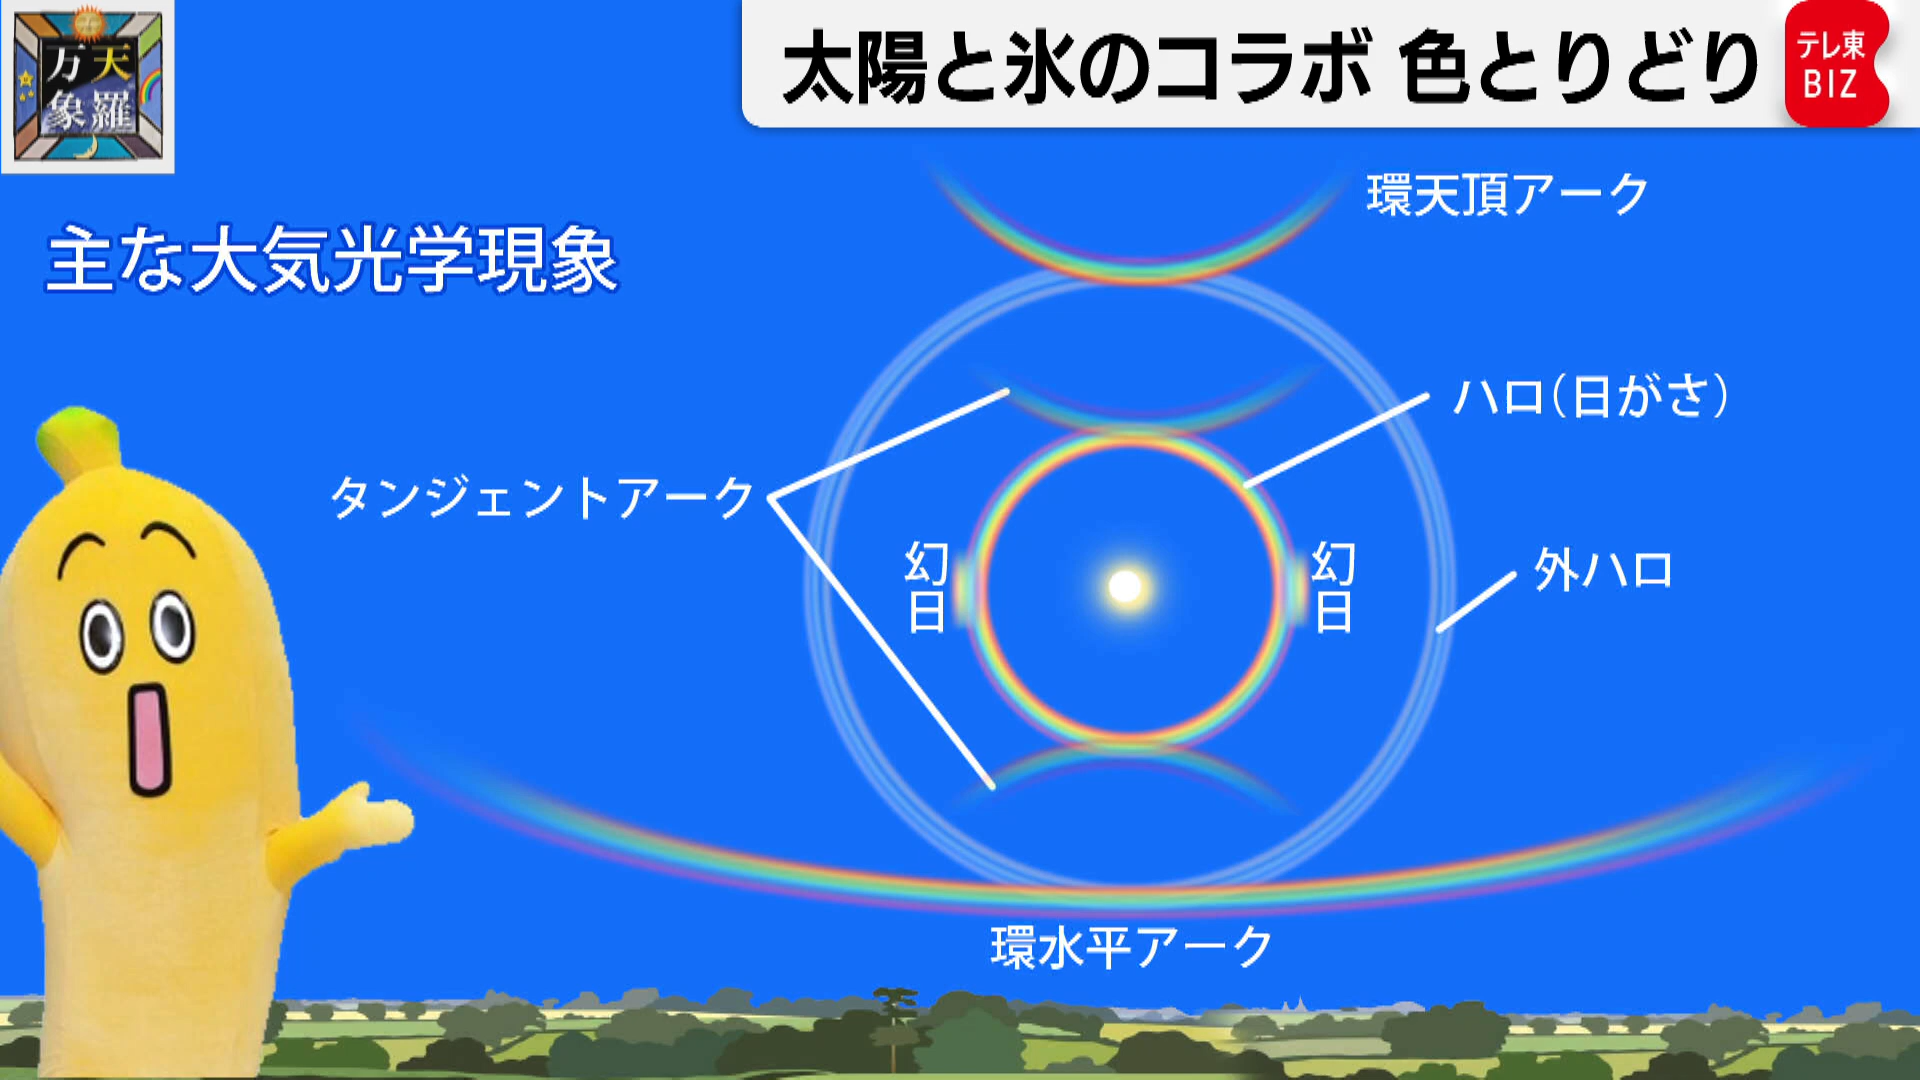 天
万
羅
象
太陽と氷のコラボ 色とりどり
テレ東
BIZ
主な大気光学現象
環天頂アーク
ハロ(日がさ)
タンジェントアーク
幻日
幻日
外ハロ
環水平アーク